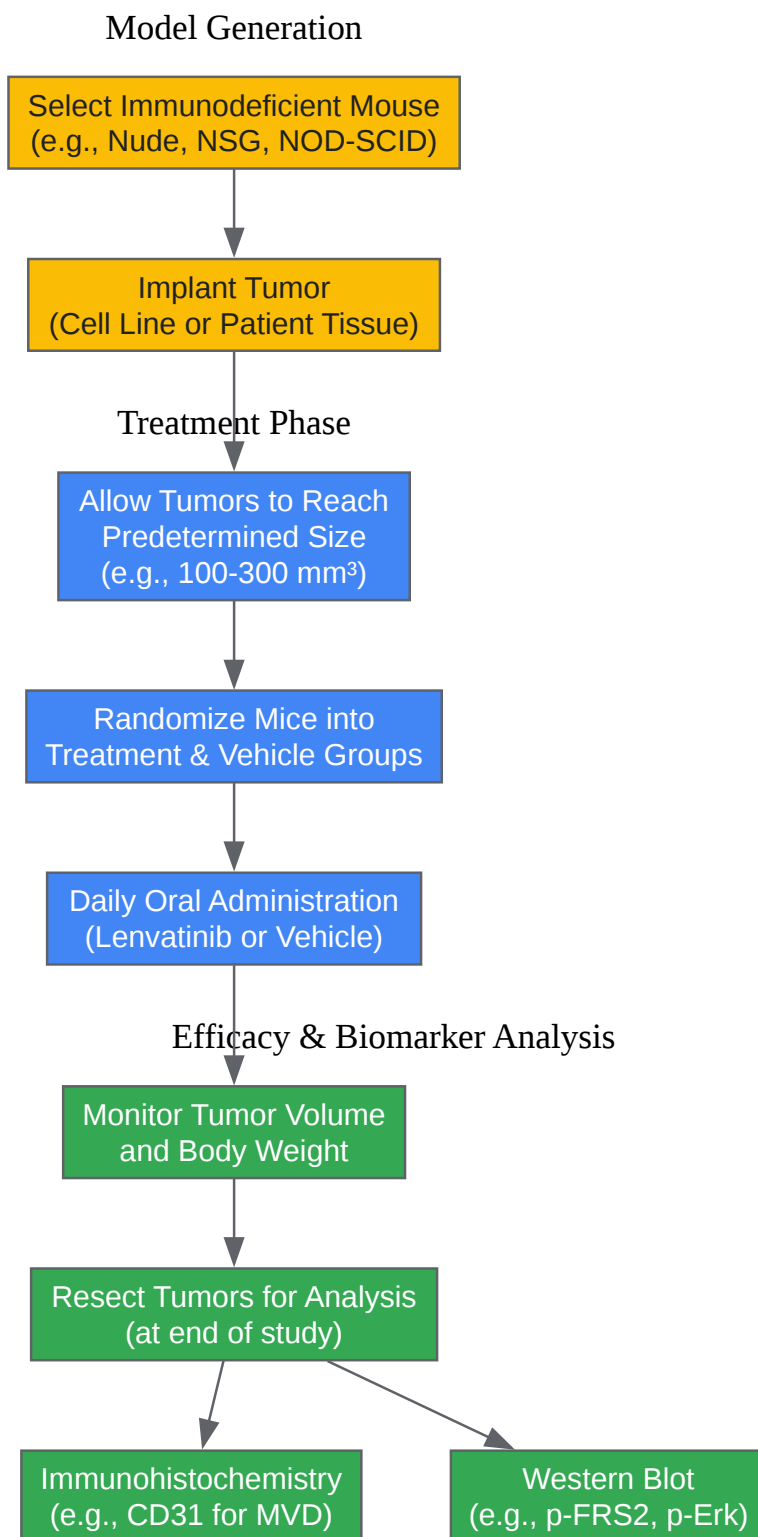 Model Generation
Select Immunodeficient Mouse
(e.g., Nude, NSG, NOD-SCID)
Implant Tumor
(Cell Line or Patient Tissue)
Treatment Phase
Allow Tumors to Reach
Predetermined Size
(e.g., 100-300 mm³)
Randomize Mice into
Treatment & Vehicle Groups
Daily Oral Administration
(Lenvatinib or Vehicle)
Efficacy & Biomarker Analysis
Monitor Tumor Volume
and Body Weight
Resect Tumors for Analysis
(at end of study)
Immunohistochemistry
(e.g., CD31 for MVD)
Western Blot
(e.g., p-FRS2, p-Erk)